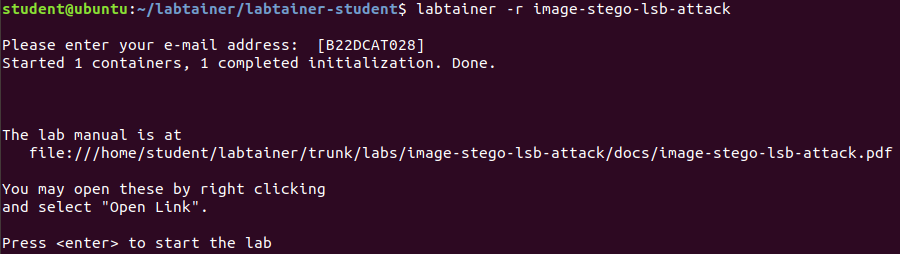 student@ubuntu:~/labtainer/labtainer-student$ labtainer -r image-stego-lsb-attack
Please enter your e-mail address:  [B22DCAT028]
Started 1 containers, 1 completed initialization. Done.
The lab manual is at
   file:///home/student/labtainer/trunk/labs/image-stego-lsb-attack/docs/image-stego-lsb-attack.pdf
You may open these by right clicking
and select "Open Link".
Press <enter> to start the lab